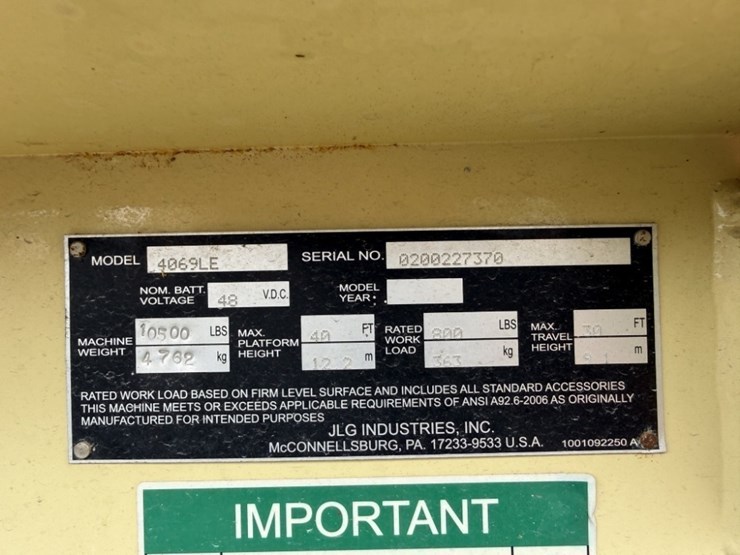 MODEL 4069LE SERIAL NO. 0200227370
NOM. BATT. VOLTAGE 48 V.D.C. MODEL YEAR
MACHINE WEIGHT 10500 LBS 4762 kg
MAX. PLATFORM HEIGHT 40 FT 12.2 m
RATED WORK LOAD 800 LBS 363 kg
MAX. TRAVEL HEIGHT 30 FT 9.1 m
RATED WORK LOAD BASED ON FIRM LEVEL SURFACE AND INCLUDES ALL STANDARD ACCESSORIES
THIS MACHINE MEETS OR EXCEEDS APPLICABLE REQUIREMENTS OF ANSI A92.6-2006 AS ORIGINALLY
MANUFACTURED FOR INTENDED PURPOSES
JLG INDUSTRIES, INC.
McCONNELLSBURG, PA. 17233-9533 U.S.A. 1001092250 A
IMPORTANT